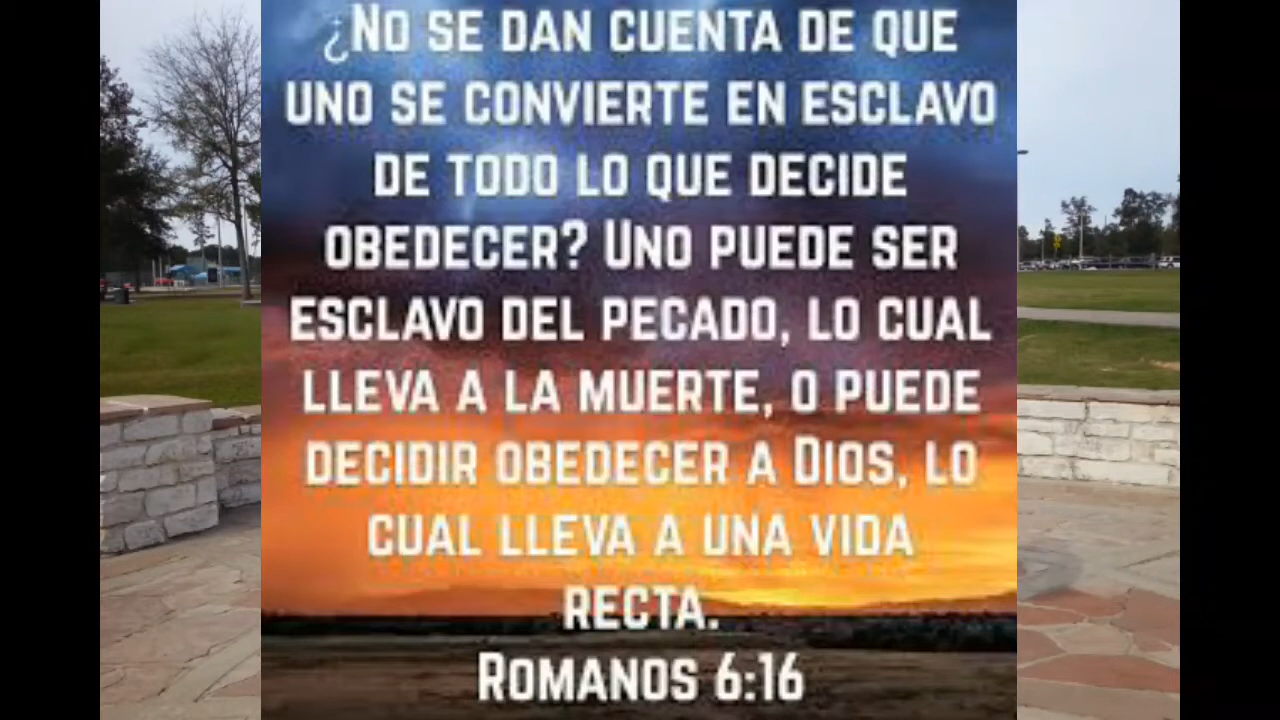 ¿No se dan cuenta de que
uno se convierte en esclavo
de todo lo que decide
obedecer? Uno puede ser
esclavo del pecado, lo cual
lleva a la muerte, o puede
decidir obedecer a Dios, lo
cual lleva a una vida
recta.
Romanos 6:16